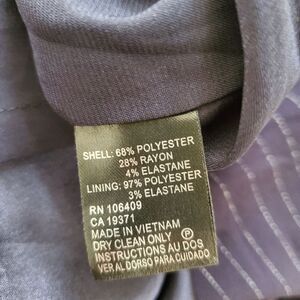 SHELL: 68% POLYESTER
28% RAYON
4% ELASTANE
LINING: 97% POLYESTER
3% ELASTANE
RN 106409
CA 19371
MADE IN VIETNAM
DRY CLEAN ONLY Ⓟ
INSTRUCTIONS AU DOS
VER AL DORSO PARA CUIDADO